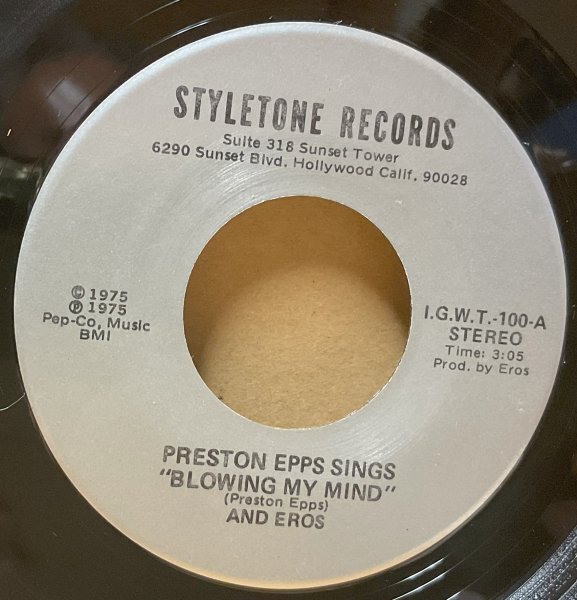 STYLETONE RECORDS
Suite 318 Sunset Tower
6290 Sunset Blvd. Hollywood Calif. 90028
© 1975
℗ 1975
Pep-Co, Music
BMI
I.G.W.T.-100-A
STEREO
Time: 3:05
Prod. by Eros
PRESTON EPPS SINGS
"BLOWING MY MIND"
(Preston Epps)
AND EROS